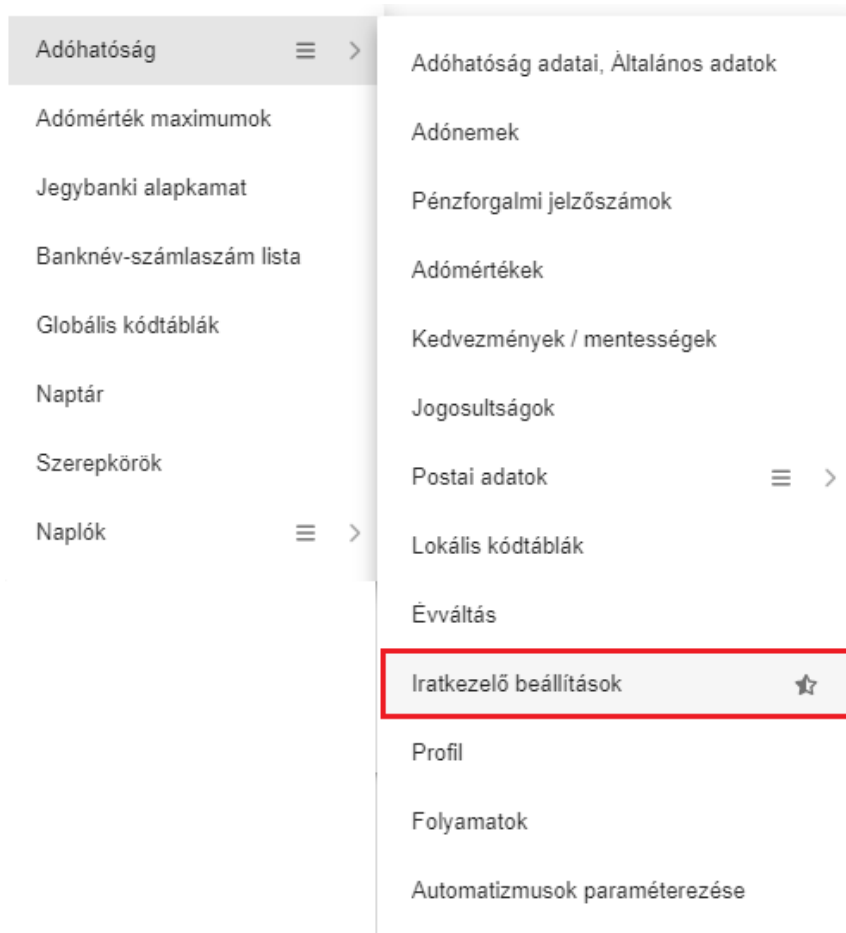 Adóhatóság
Adómérték maximumok
Jegybanki alapkamat
Banknév-számlaszám lista
Globális kódtáblák
Naptár
Szerepkörök
Naplók
Adóhatóság adatai, Általános adatok
Adónemek
Pénzforgalmi jelzőszámok
Adómértékek
Kedvezmények / mentességek
Jogosultságok
Postai adatok
Lokális kódtáblák
Évváltás
Iratkezelő beállítások
Profil
Folyamatok
Automatizmusok paraméterezése